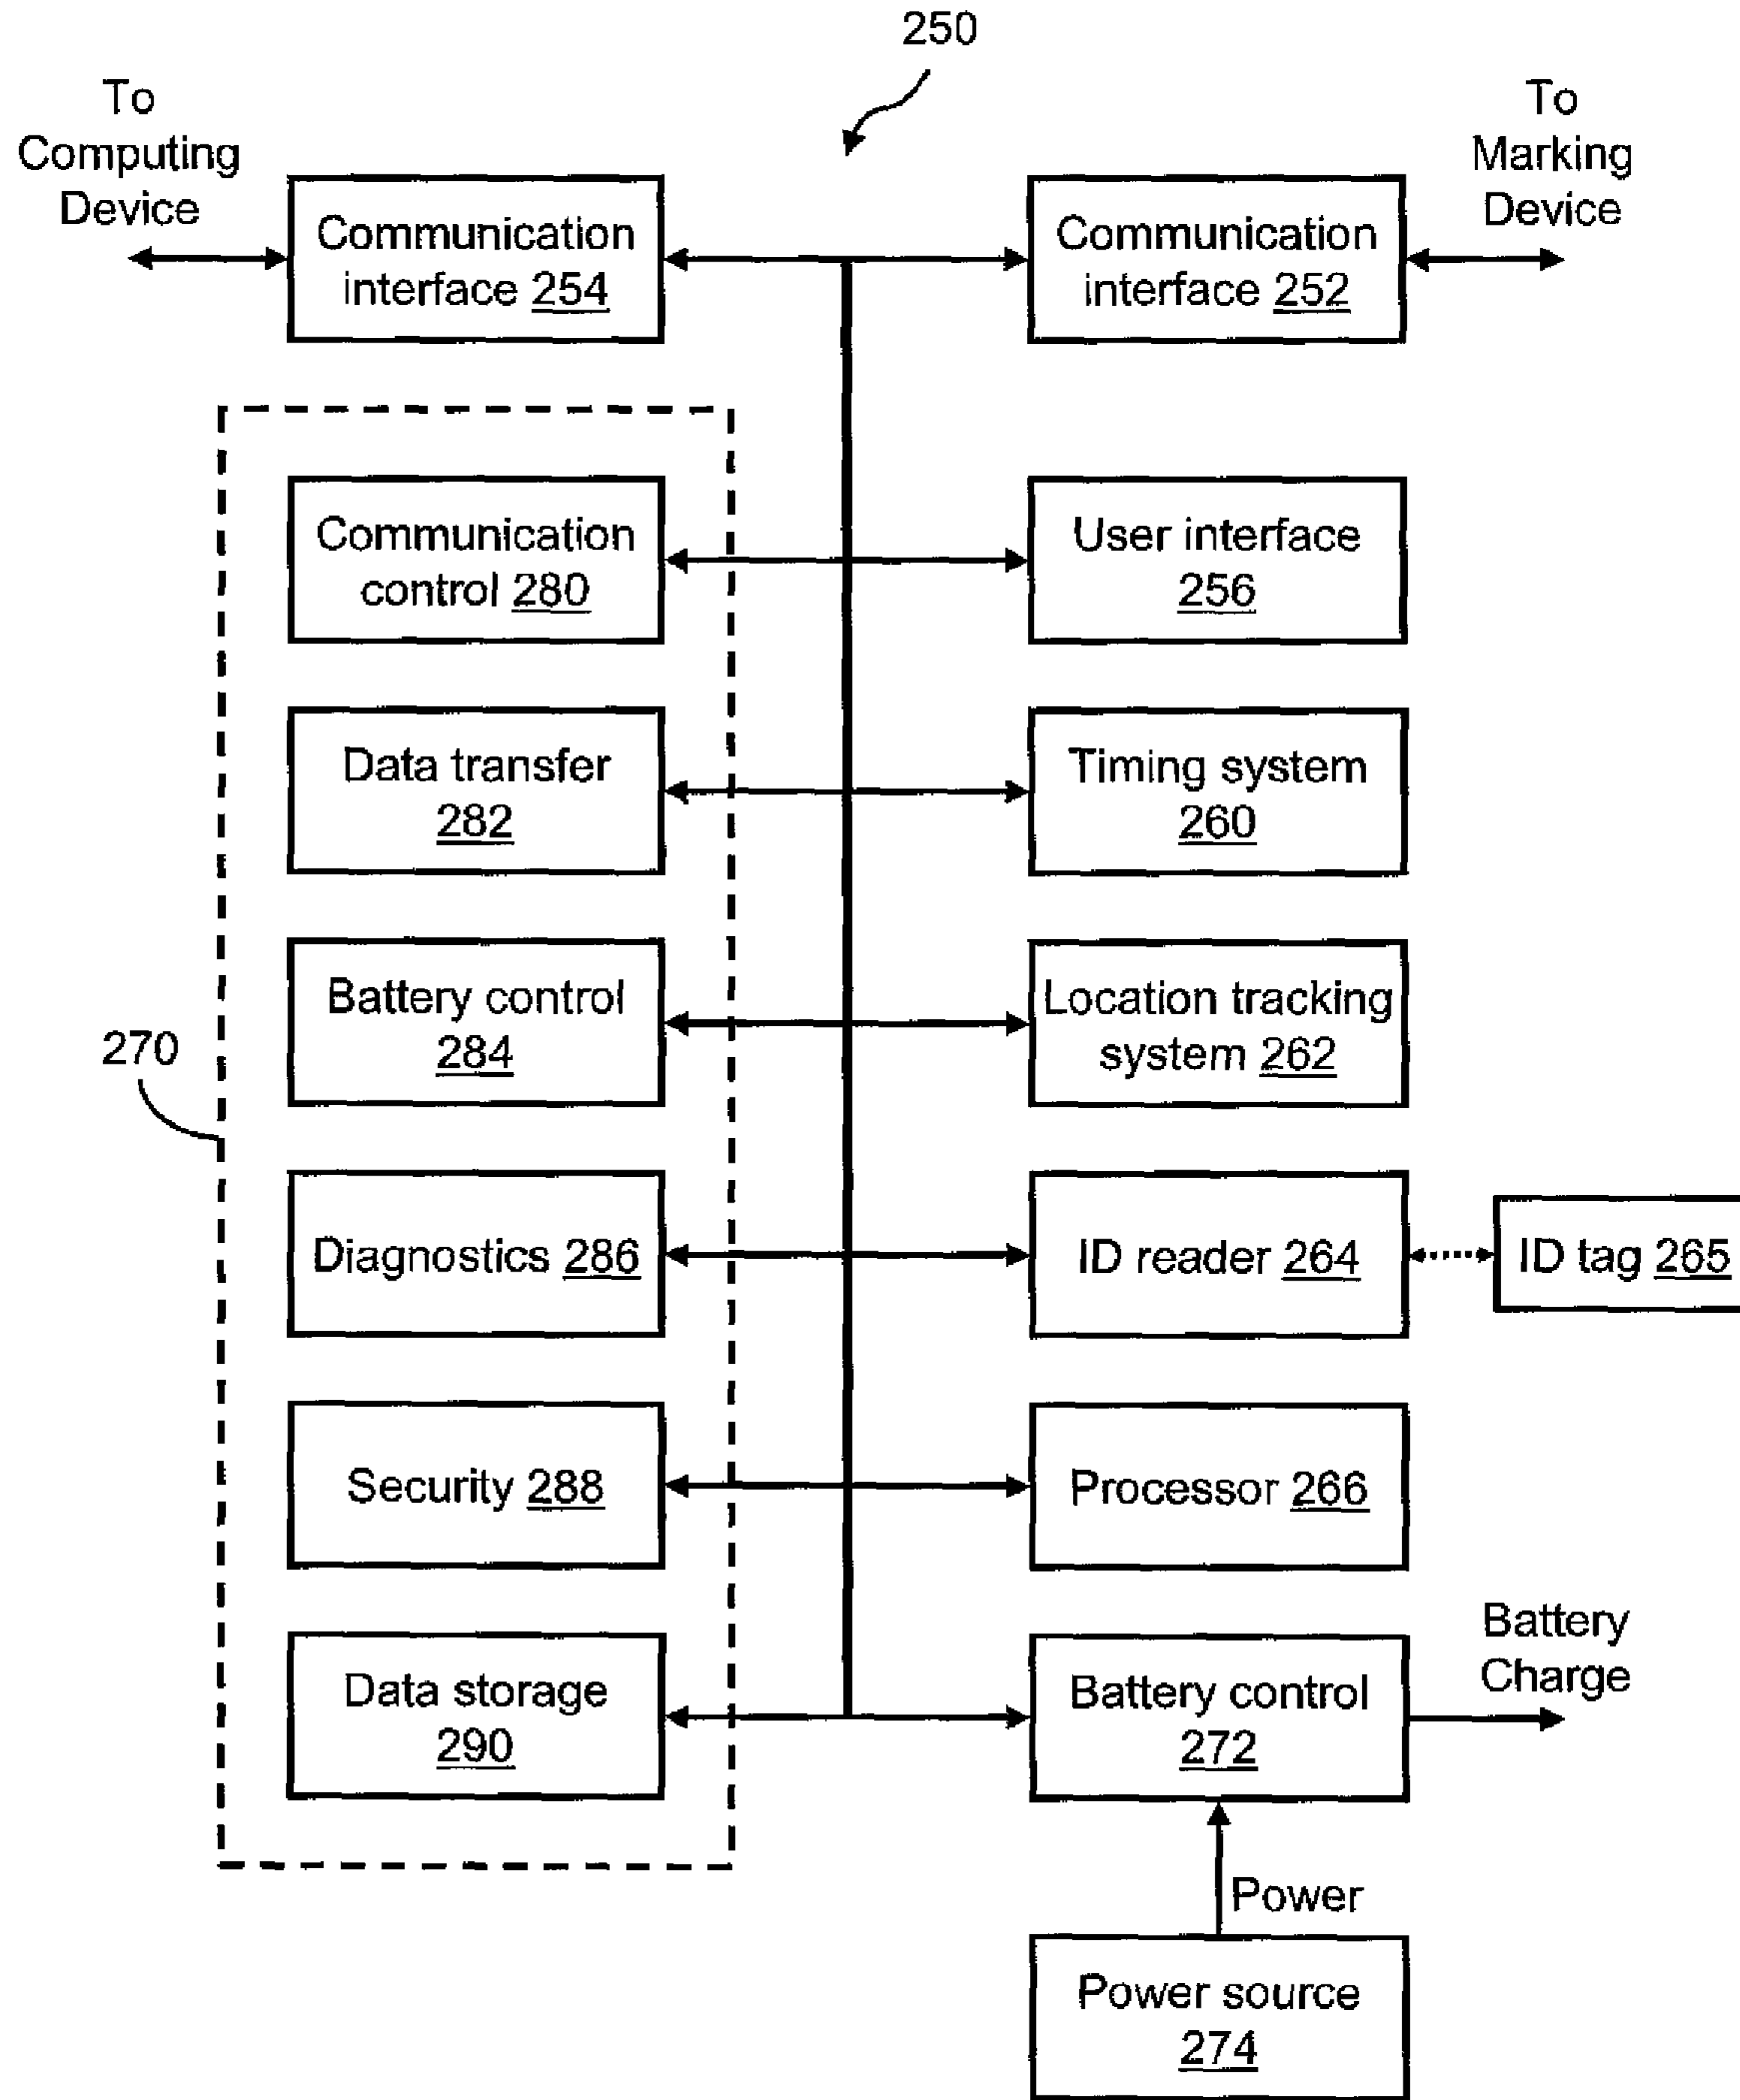 250
To
Computing
Device
To
Marking
Device
Communication
interface 254
Communication
interface 252
Communication
control 280
User interface
256
Data transfer
282
Timing system
260
Battery control
284
Location tracking
system 262
270
Diagnostics 286
ID reader 264
ID tag 265
Security 288
Processor 266
Data storage
290
Battery control
272
Battery
Charge
Power
Power source
274